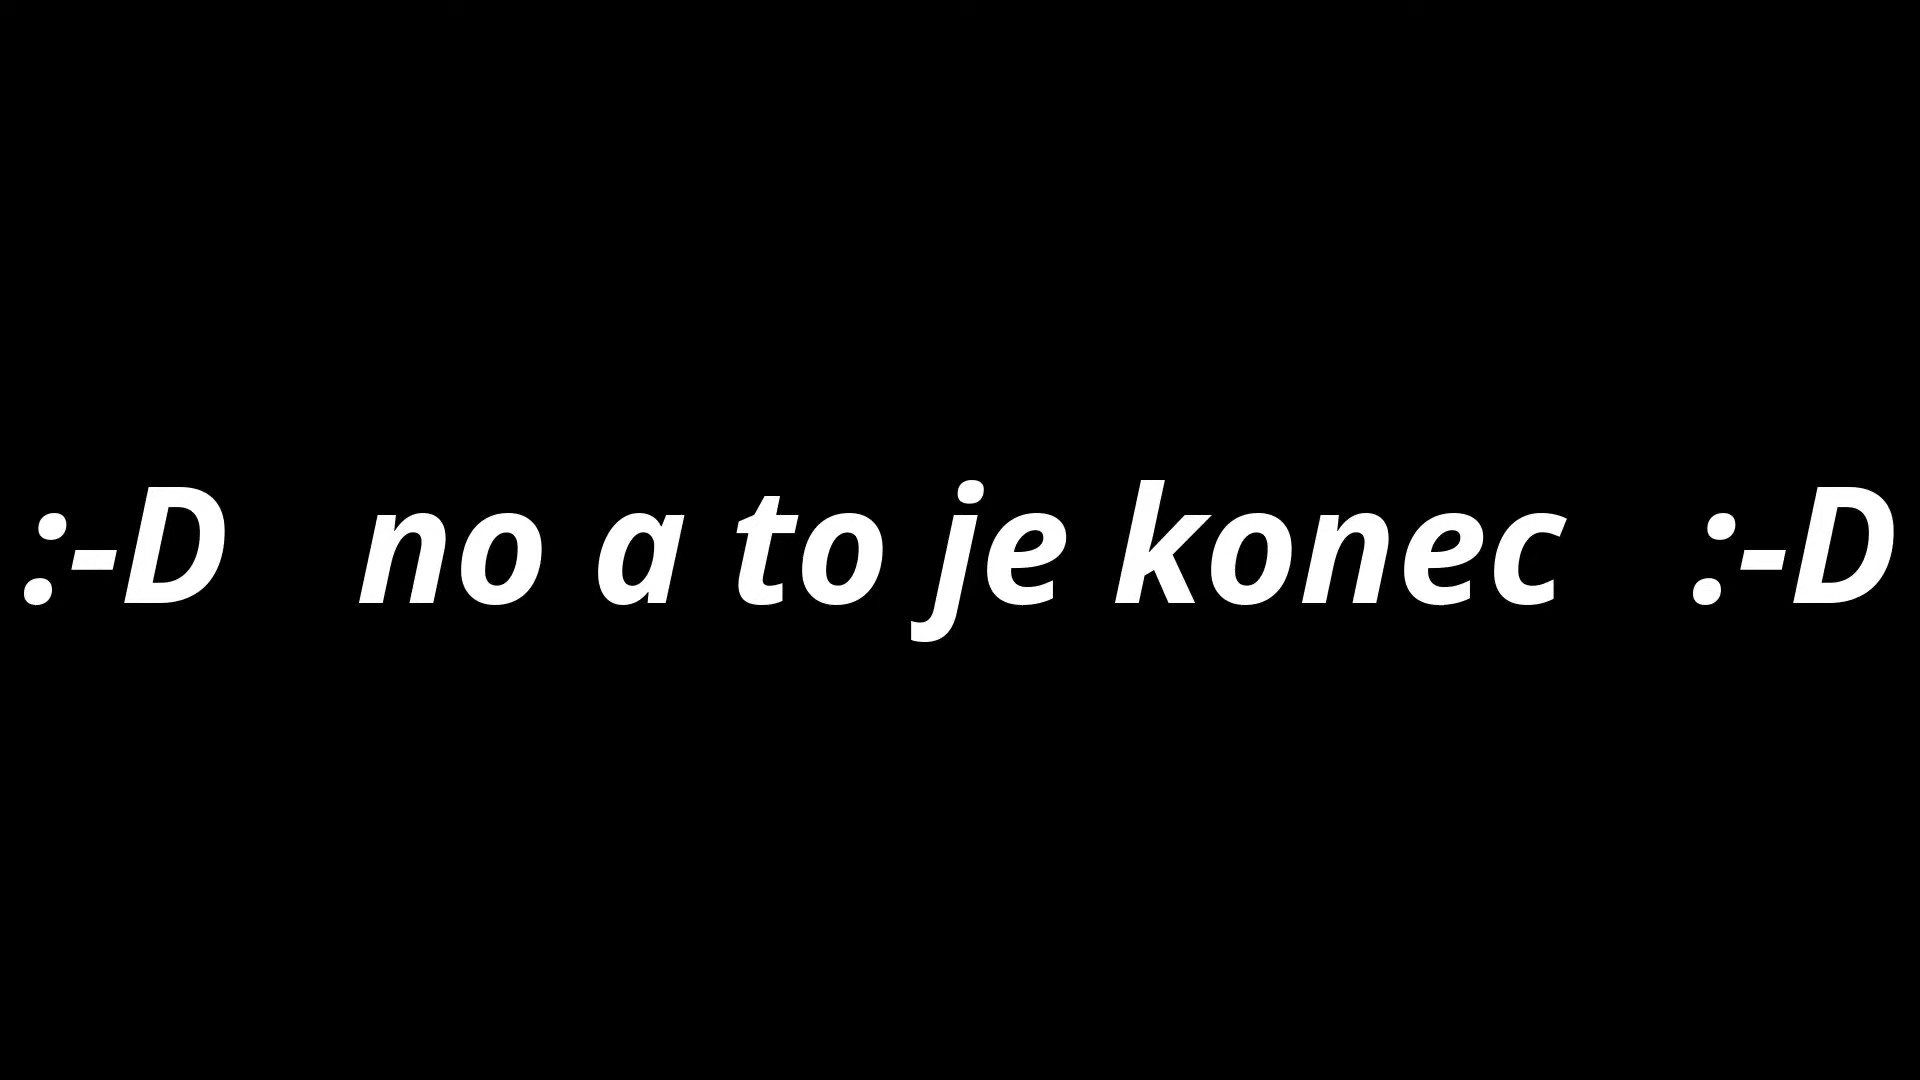 :-D no a to je konec :-D